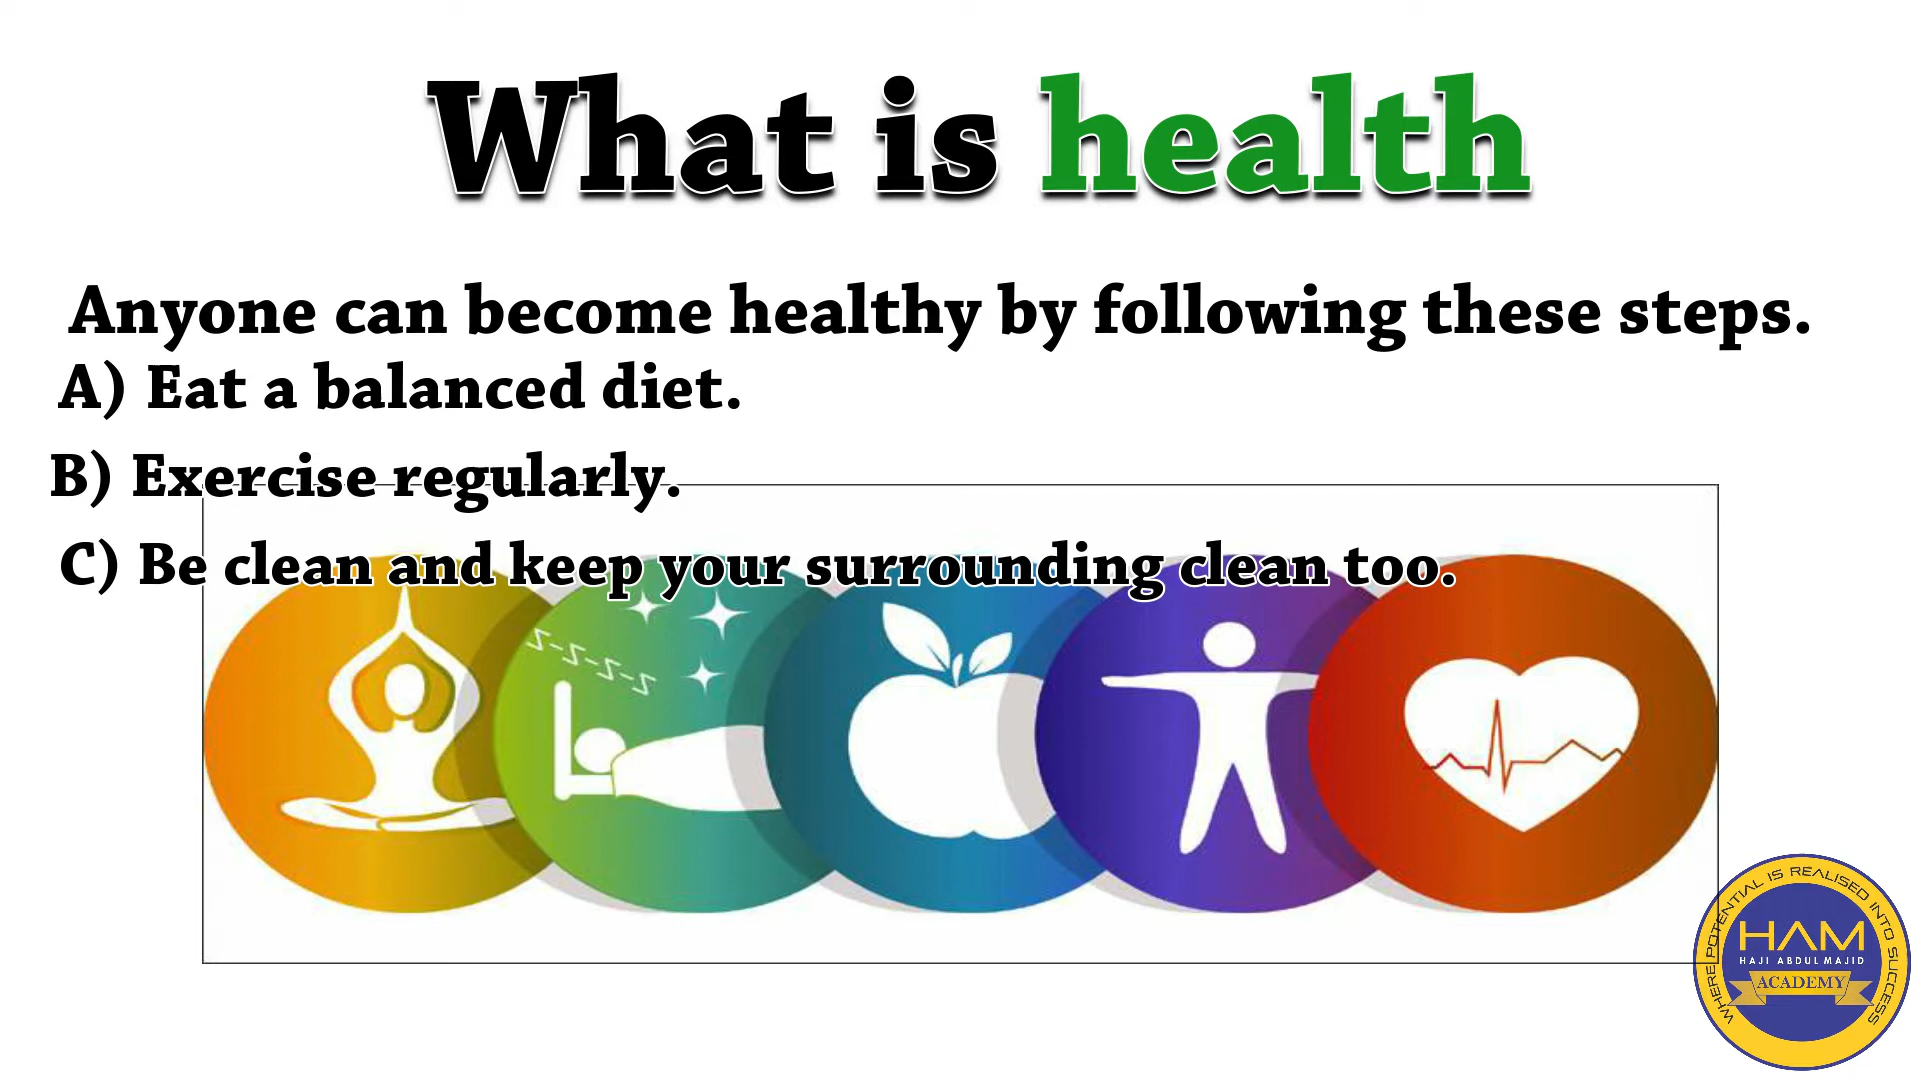 What is health
Anyone can become healthy by following these steps.
A) Eat a balanced diet.
B) Exercise regularly.
C) Be clean and keep your surrounding clean too.
WHERE POTENTIAL IS REALISED INTO SUCCESS
HAM
HAJI ABDUL MAJID
ACADEMY